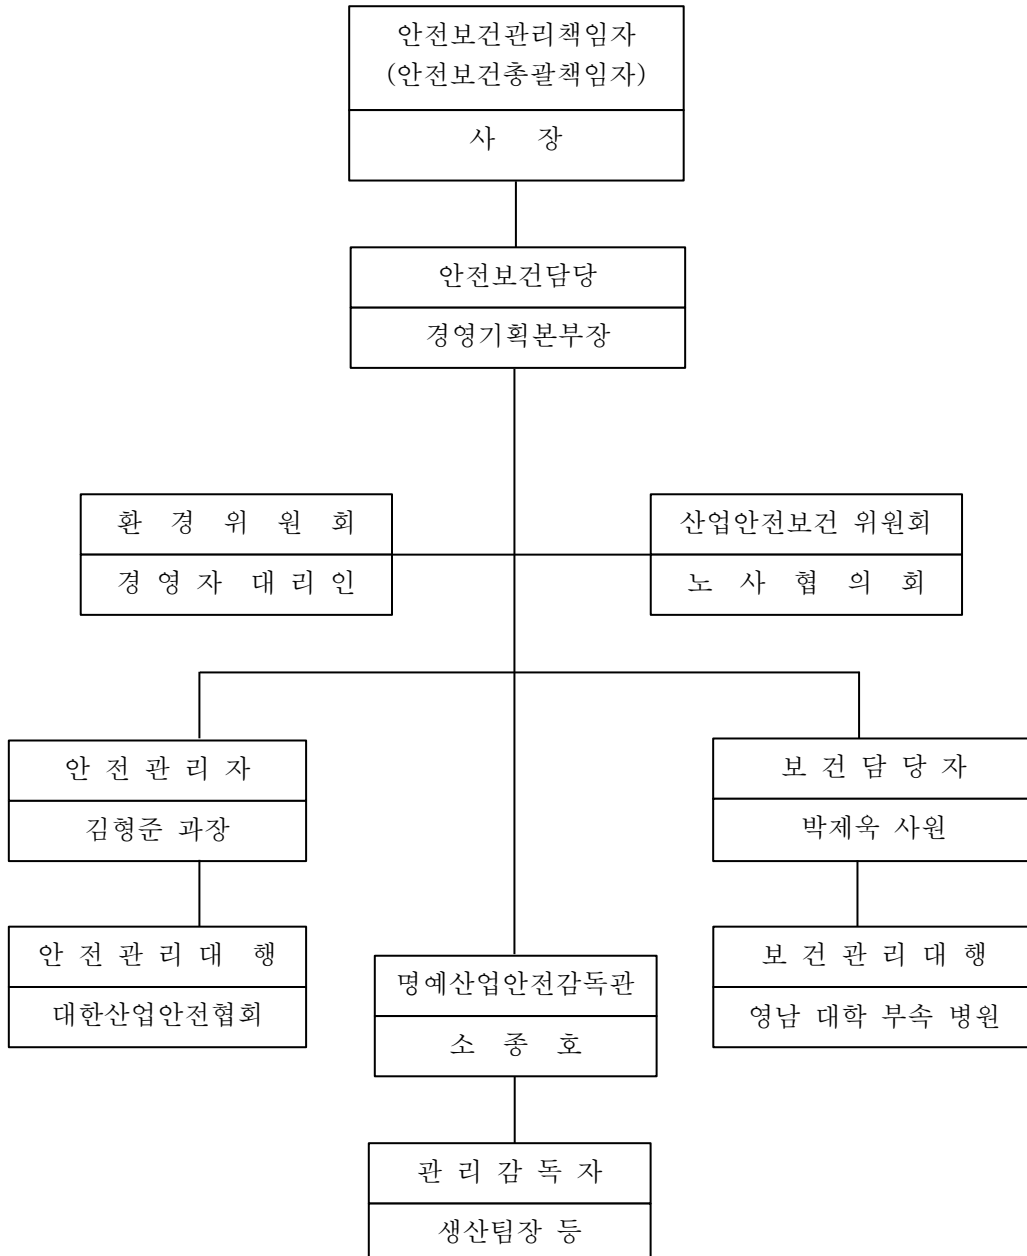 안전보건관리책임자
(안전보건총괄책임자)
사 장
안전보건담당
경영기획본부장
환 경 위 원 회
경 영 자 대 리 인
산업안전보건 위원회
노 사 협 의 회
안 전 관 리 자
김형준 과장
보 건 담 당 자
박제욱 사원
안 전 관 리 대 행
대한산업안전협회
명예산업안전감독관
소 종 호
보 건 관 리 대 행
영남 대학 부속 병원
관 리 감 독 자
생산팀장 등